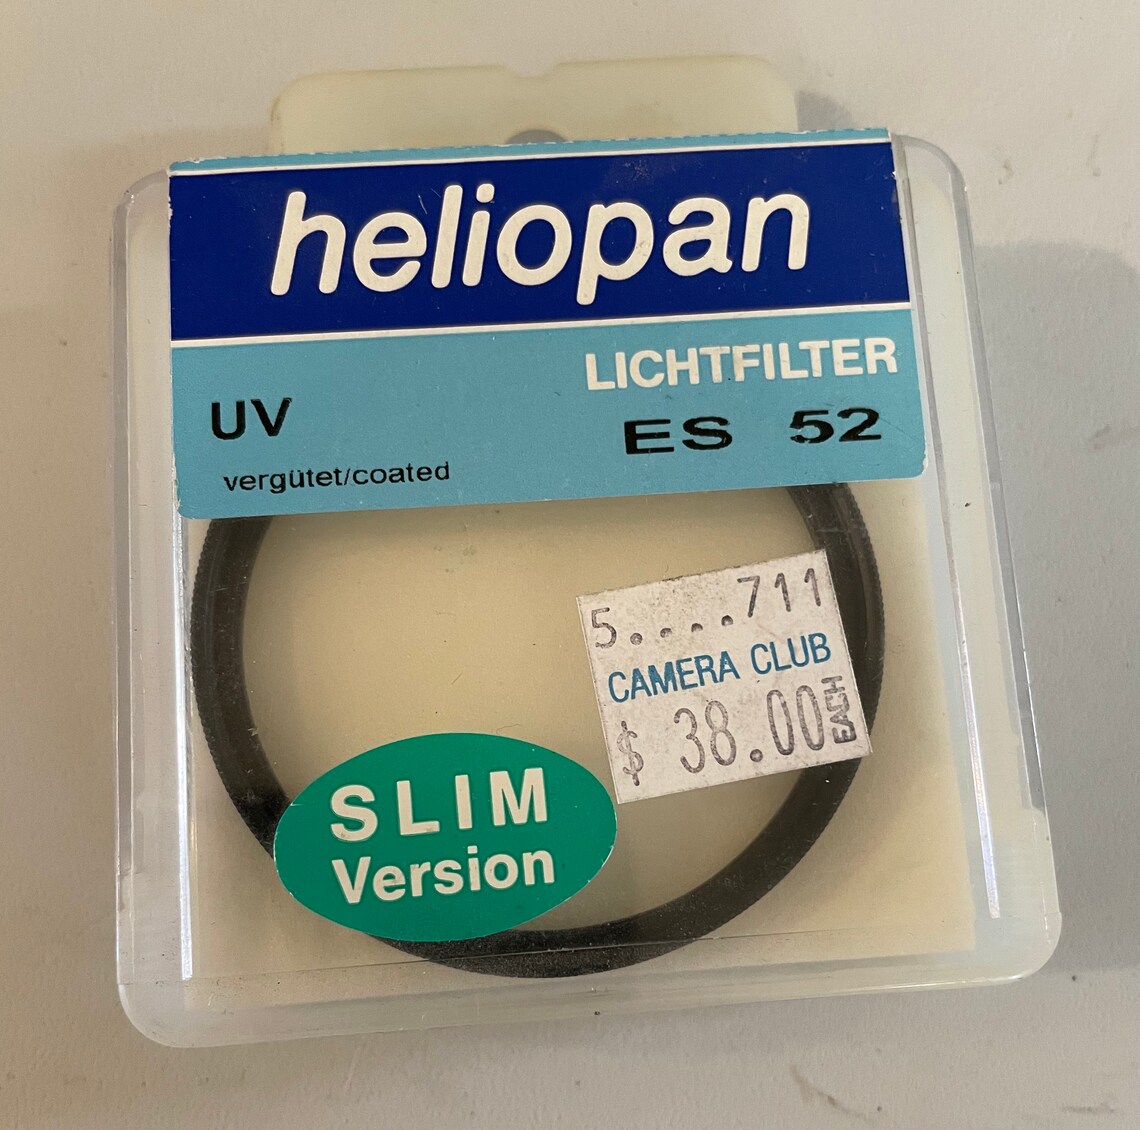 heliopan
LICHTFILTER
UV
ES 52
vergütet/coated
5....711
CAMERA CLUB
$ 38.00 EACH
SLIM
Version